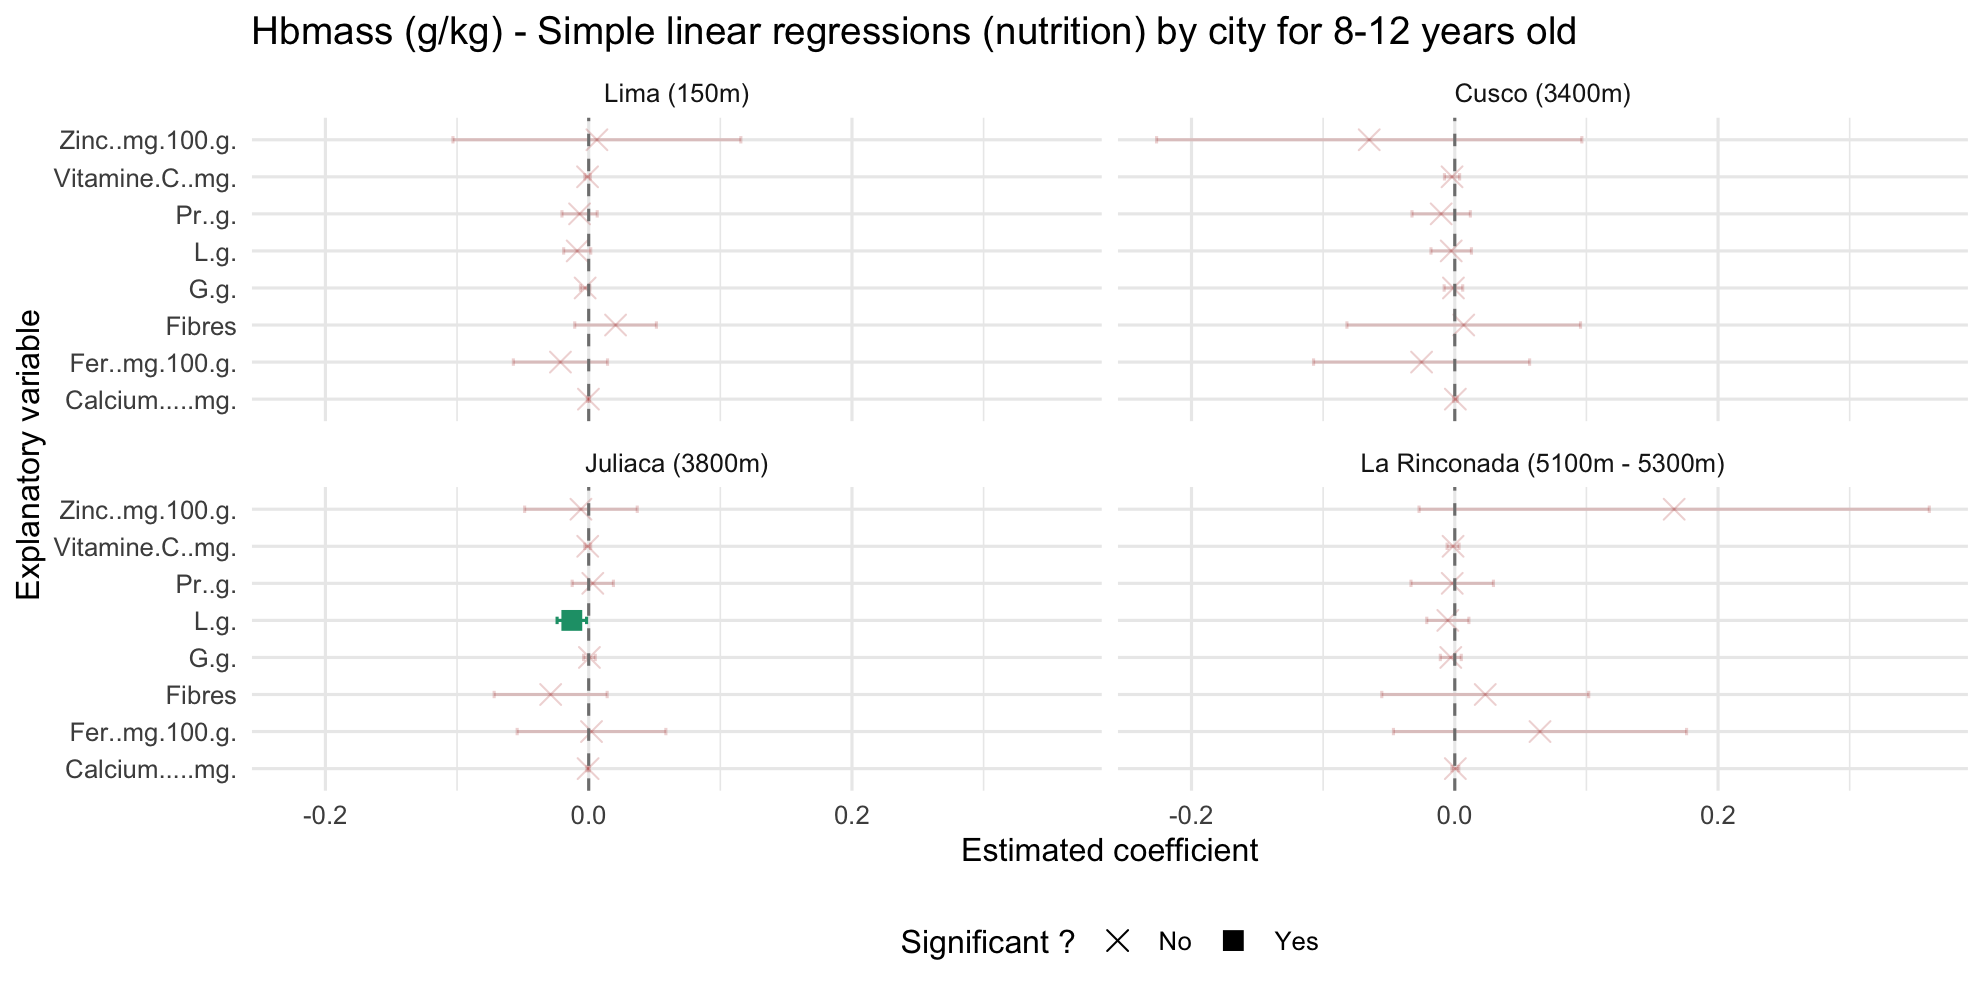 Hbmass (g/kg) - Simple linear regressions (nutrition) by city for 8-12 years old
Lima (150m)
Cusco (3400m)
Zinc..mg.100.g.
Vitamine.C..mg.
Pr..g.
L.g.
G.g.
Fibres
Fer..mg.100.g.
Calcium.....mg.
Explanatory variable
Juliaca (3800m)
La Rinconada (5100m - 5300m)
Zinc..mg.100.g.
Vitamine.C..mg.
Pr..g.
L.g.
G.g.
Fibres
Fer..mg.100.g.
Calcium.....mg.
-0.2 0.0 0.2
-0.2 0.0 0.2
Estimated coefficient
Significant ? No Yes